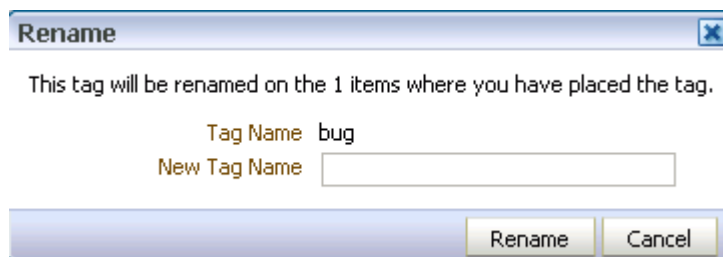 Rename
This tag will be renamed on the 1 items where you have placed the tag.
Tag Name bug
New Tag Name
Rename Cancel